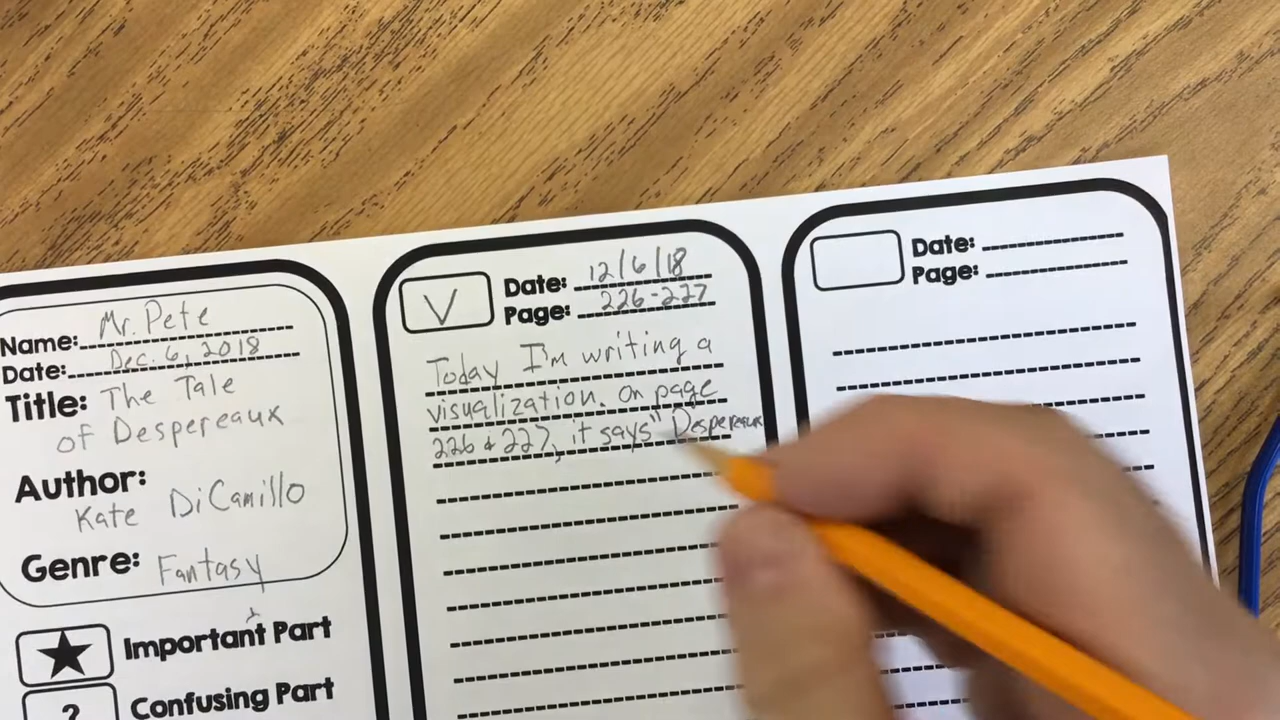 Name: Mr. Pete
Date: Dec. 6, 2018
Title: The Tale
of Despereaux
Author:
Kate DiCamillo
Genre: Fantasy
★ Important Part
? Confusing Part
V
Date: 12/6/18
Page: 226-227
Today I'm writing a
visualization. On page
226 & 227, it says " Despereaux
Date:
Page: